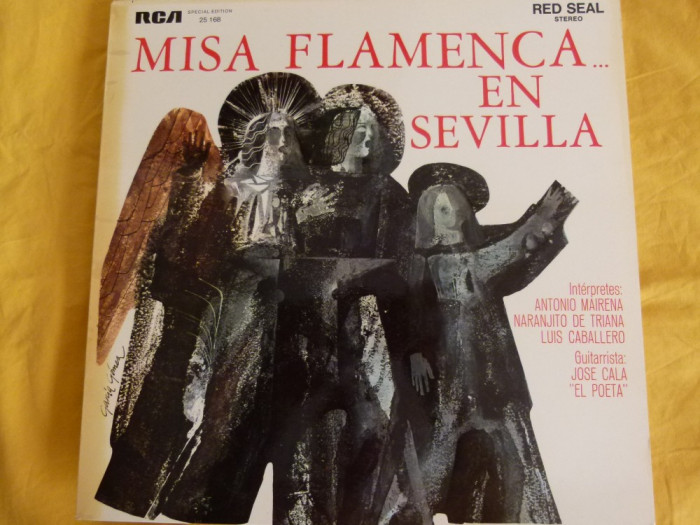 RCA SPECIAL EDITION
25 168
RED SEAL
STEREO
MISA FLAMENCA...
EN
SEVILLA
Intérpretes:
ANTONIO MAIRENA
NARANJITO DE TRIANA
LUIS CABALLERO
Guitarrista:
JOSE CALA
"EL POETA"